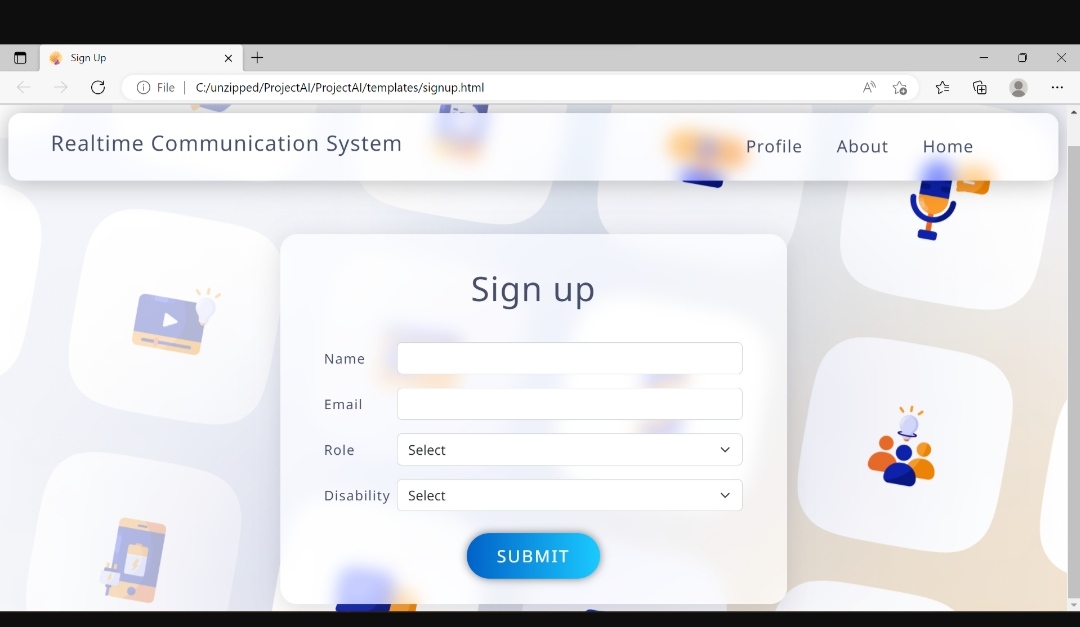 Sign Up
File | C:/unzipped/ProjectAI/ProjectAI/templates/signup.html
Realtime Communication System
Profile About Home
Sign up
Name
Email
Role Select
Disability Select
SUBMIT